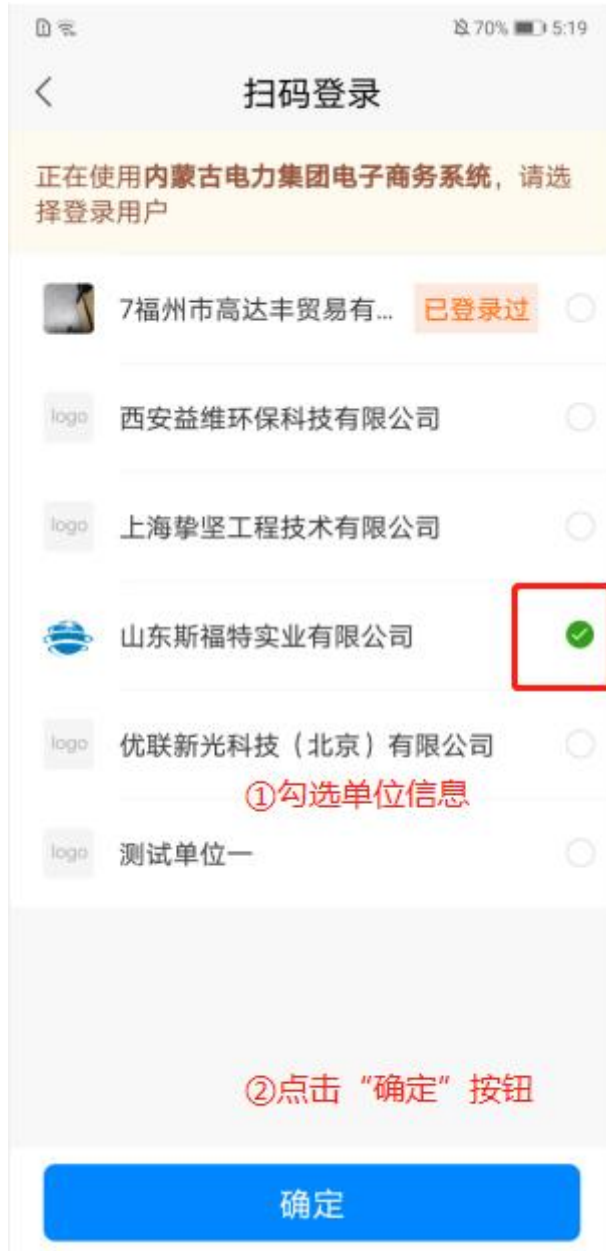 70% 5:19
扫码登录
正在使用内蒙古电力集团电子商务系统，请选
择登录用户
7福州市高达丰贸易有... 已登录过
logo 西安益维环保科技有限公司
logo 上海挚坚工程技术有限公司
山东斯福特实业有限公司
logo 优联新光科技（北京）有限公司
①勾选单位信息
logo 测试单位一
②点击“确定”按钮
确定